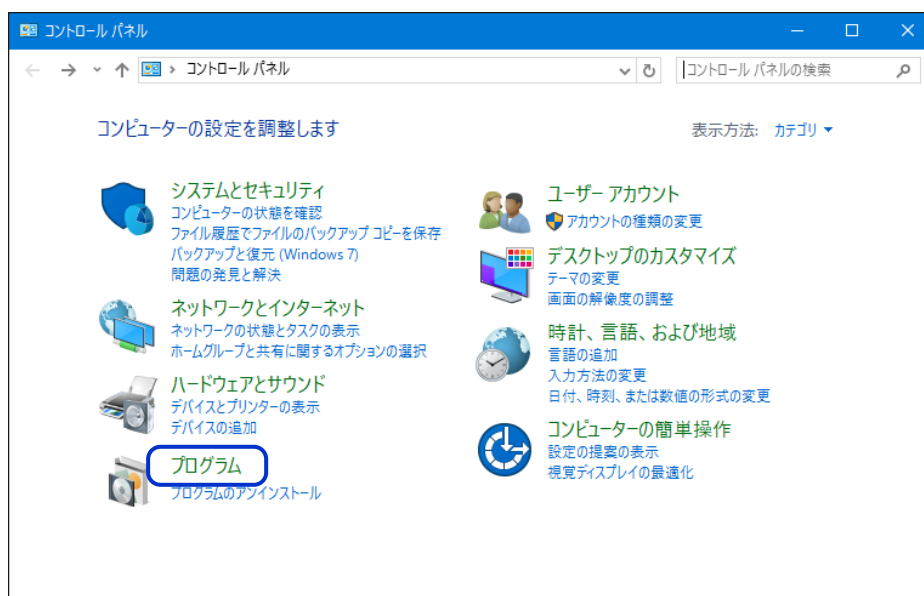 コントロール パネル
コントロール パネル
コントロール パネルの検索
コンピューターの設定を調整します
表示方法: カテゴリ
システムとセキュリティ
コンピューターの状態を確認
ファイル履歴でファイルのバックアップ コピーを保存
バックアップと復元 (Windows 7)
問題の発見と解決
ネットワークとインターネット
ネットワークの状態とタスクの表示
ホームグループと共有に関するオプションの選択
ハードウェアとサウンド
デバイスとプリンターの表示
デバイスの追加
プログラム
プログラムのアンインストール
ユーザー アカウント
アカウントの種類の変更
デスクトップのカスタマイズ
テーマの変更
画面の解像度の調整
時計、言語、および地域
言語の追加
入力方法の変更
日付、時刻、または数値の形式の変更
コンピューターの簡単操作
設定の提案の表示
視覚ディスプレイの最適化